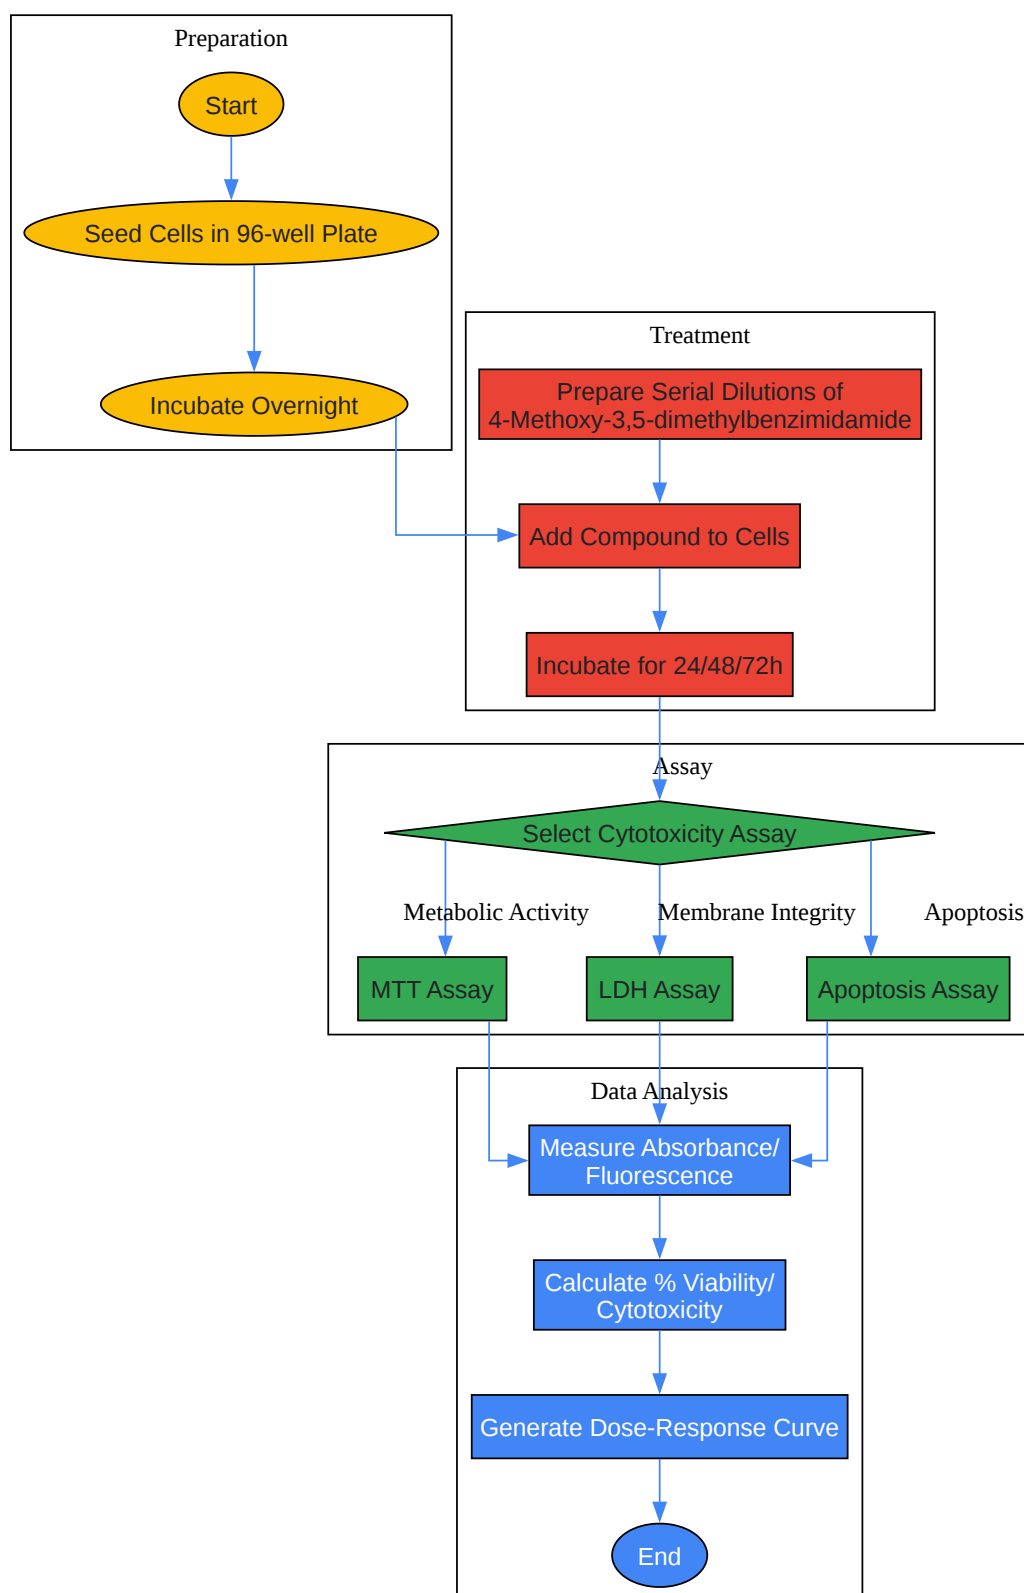 Preparation
Start
Seed Cells in 96-well Plate
Incubate Overnight
Treatment
Prepare Serial Dilutions of
4-Methoxy-3,5-dimethylbenzimidamide
Add Compound to Cells
Incubate for 24/48/72h
Assay
Select Cytotoxicity Assay
Metabolic Activity
Membrane Integrity
Apoptosis
MTT Assay
LDH Assay
Apoptosis Assay
Data Analysis
Measure Absorbance/
Fluorescence
Calculate % Viability/
Cytotoxicity
Generate Dose-Response Curve
End